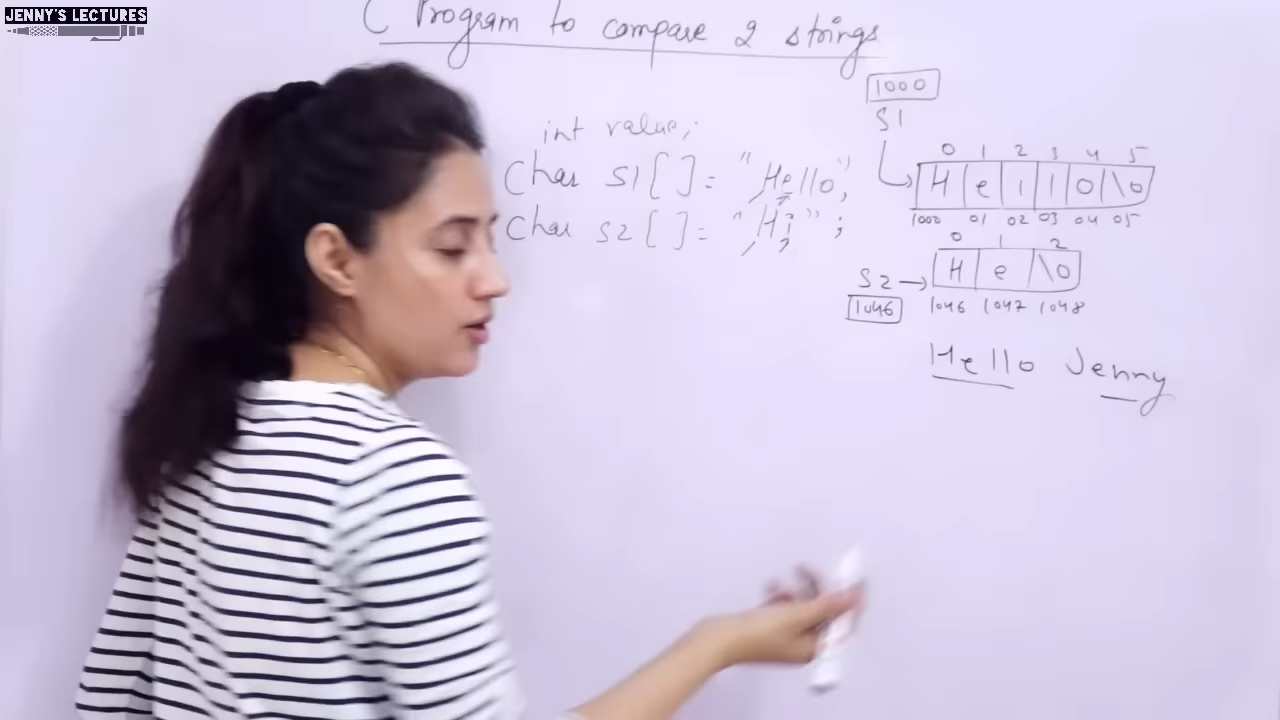 JENNY'S LECTURES
C Program to compare 2 strings
int value;
char s1[ ] = "Hello";
char s2[ ] = "Hi";
1000
S1
0 1 2 3 4 5
H e l l o \0
1000 01 02 03 04 05
0 1 2
S2 → H e \0
1046
1046 1047 1048
Hello Jenny